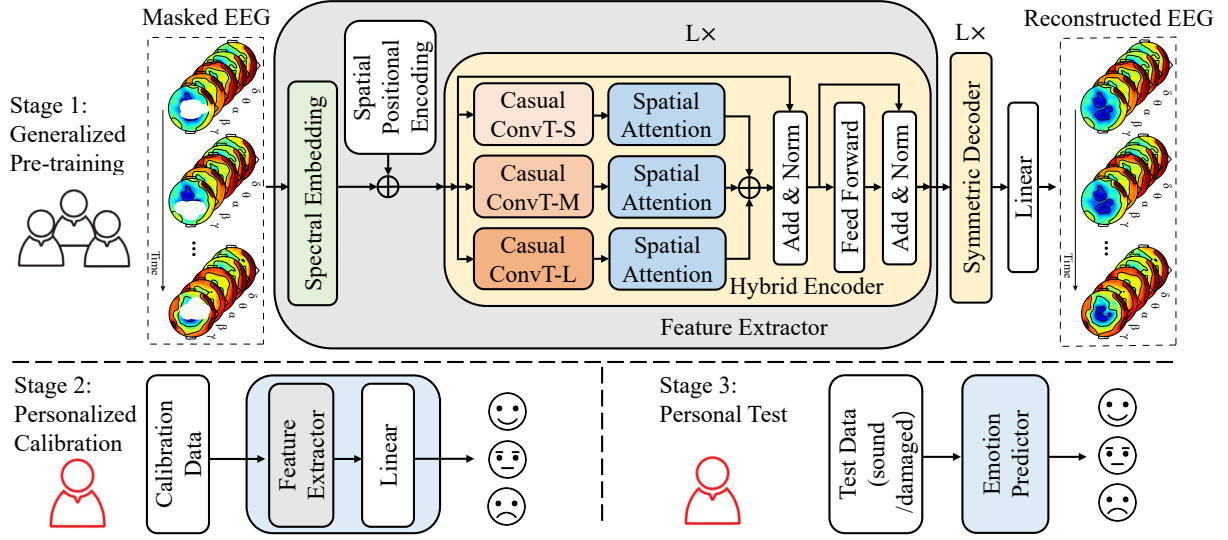 Masked EEG
Reconstructed EEG
L×
L×
Stage 1:
Generalized
Pre-training
δ
θ
α
β
γ
δ
θ
α
β
γ
...
Time
δ
θ
α
β
γ
Spectral Embedding
Spatial
Positional
Encoding
Casual
ConvT-S
Spatial
Attention
Casual
ConvT-M
Spatial
Attention
Casual
ConvT-L
Spatial
Attention
Add & Norm
Feed Forward
Add & Norm
Hybrid Encoder
Feature Extractor
Symmetric Decoder
Linear
δ
θ
α
β
γ
δ
θ
α
β
γ
...
Time
δ
θ
α
β
γ
Stage 2:
Personalized
Calibration
Calibration
Data
Feature
Extractor
Linear
Stage 3:
Personal Test
Test Data
(sound
/damaged)
Emotion
Predictor